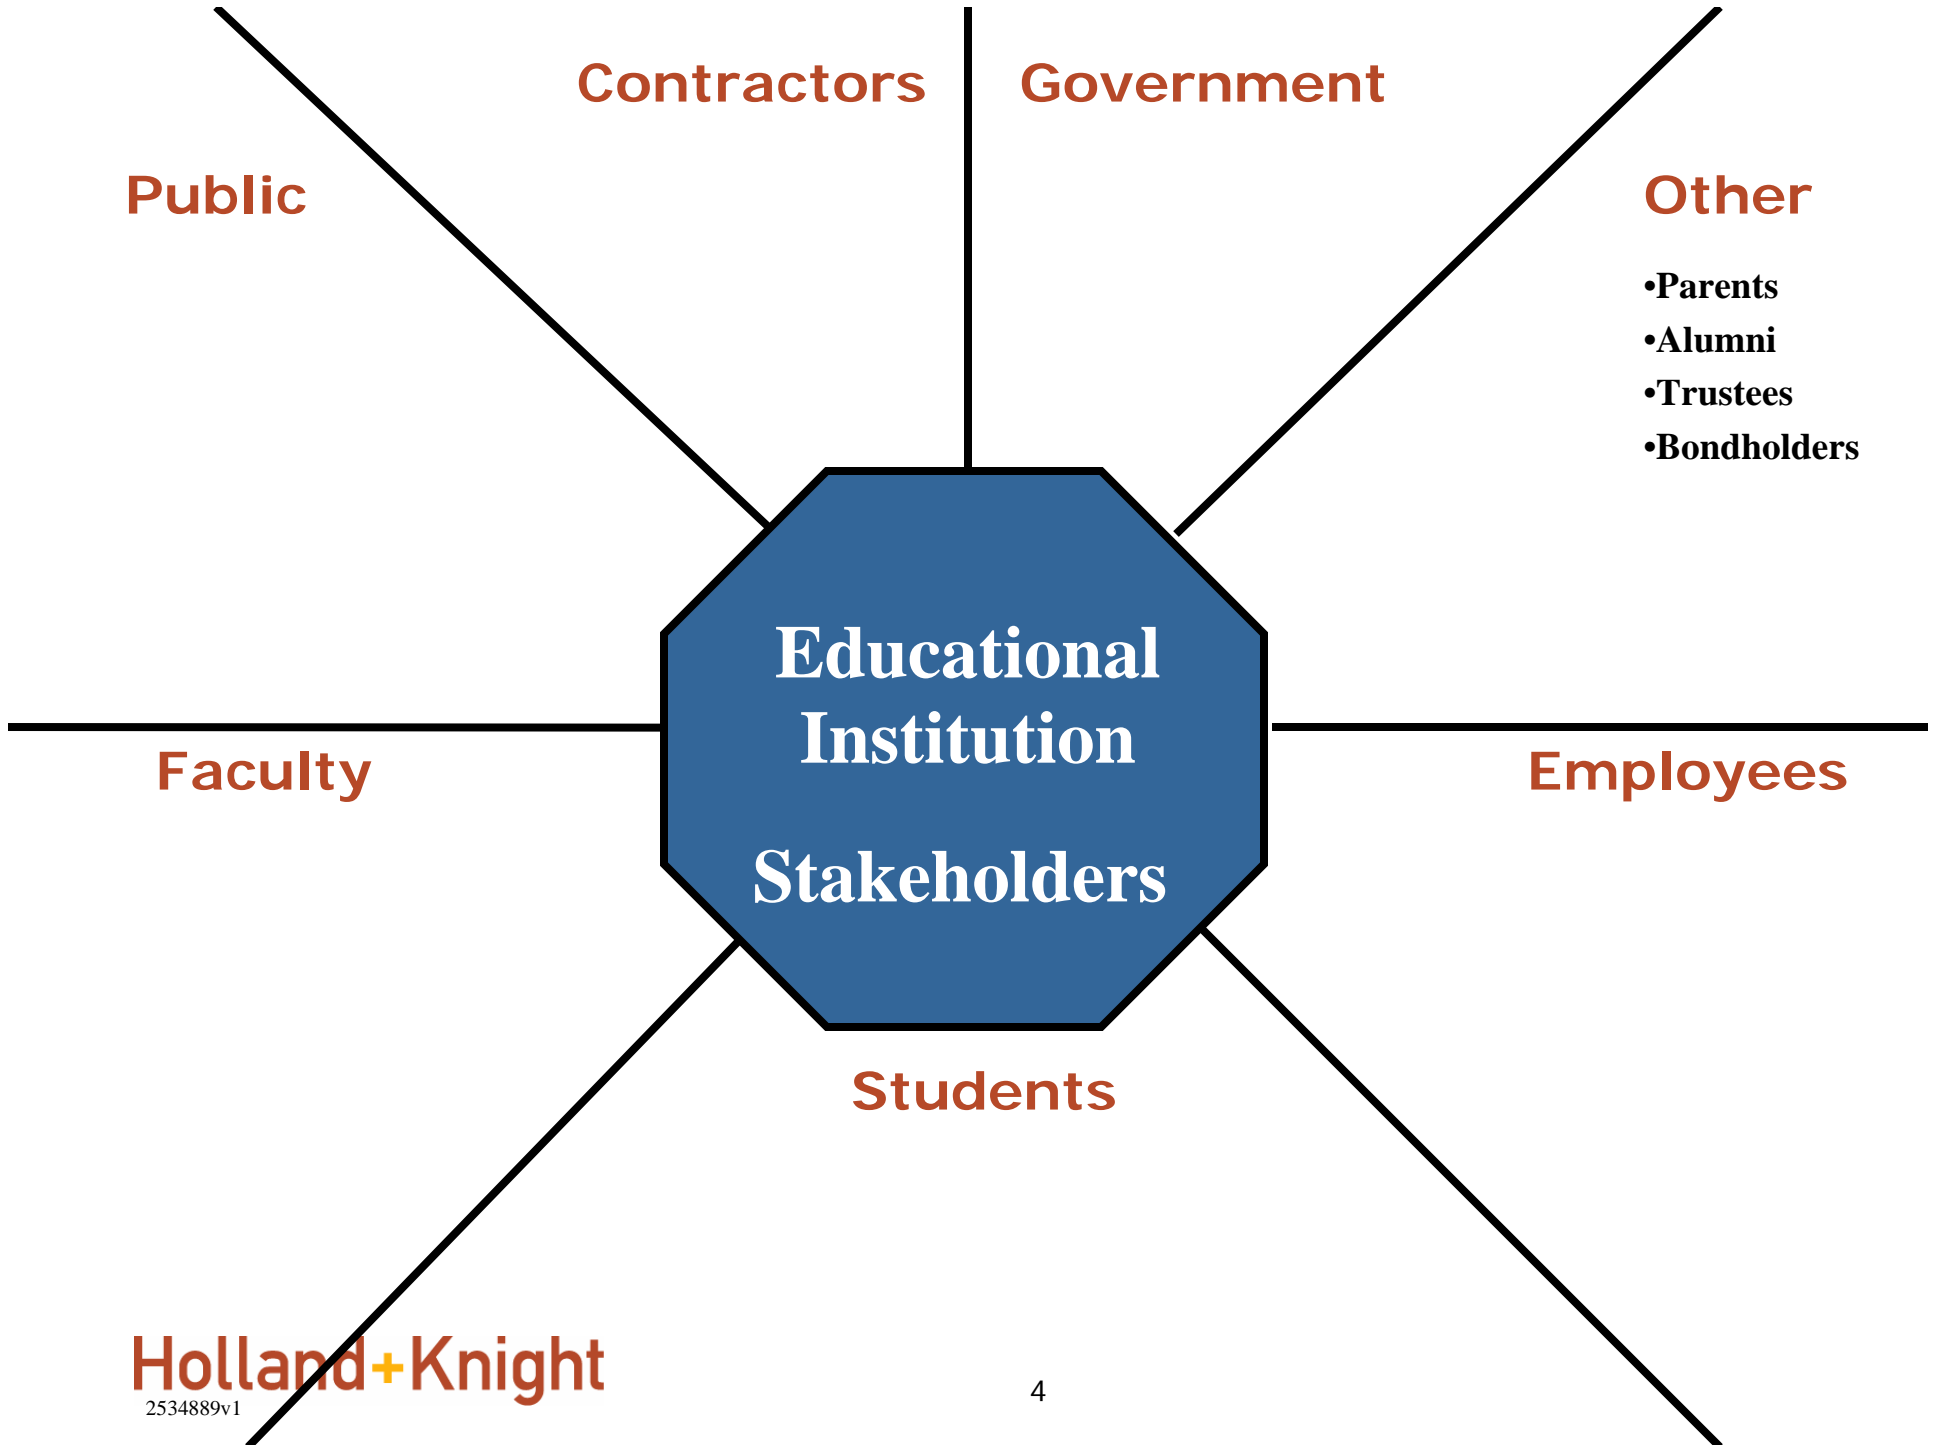 Contractors
Government
Public
Other
•Parents
•Alumni
•Trustees
•Bondholders
Educational
Institution
Stakeholders
Faculty
Employees
Students
Holland+Knight
2534889v1
4